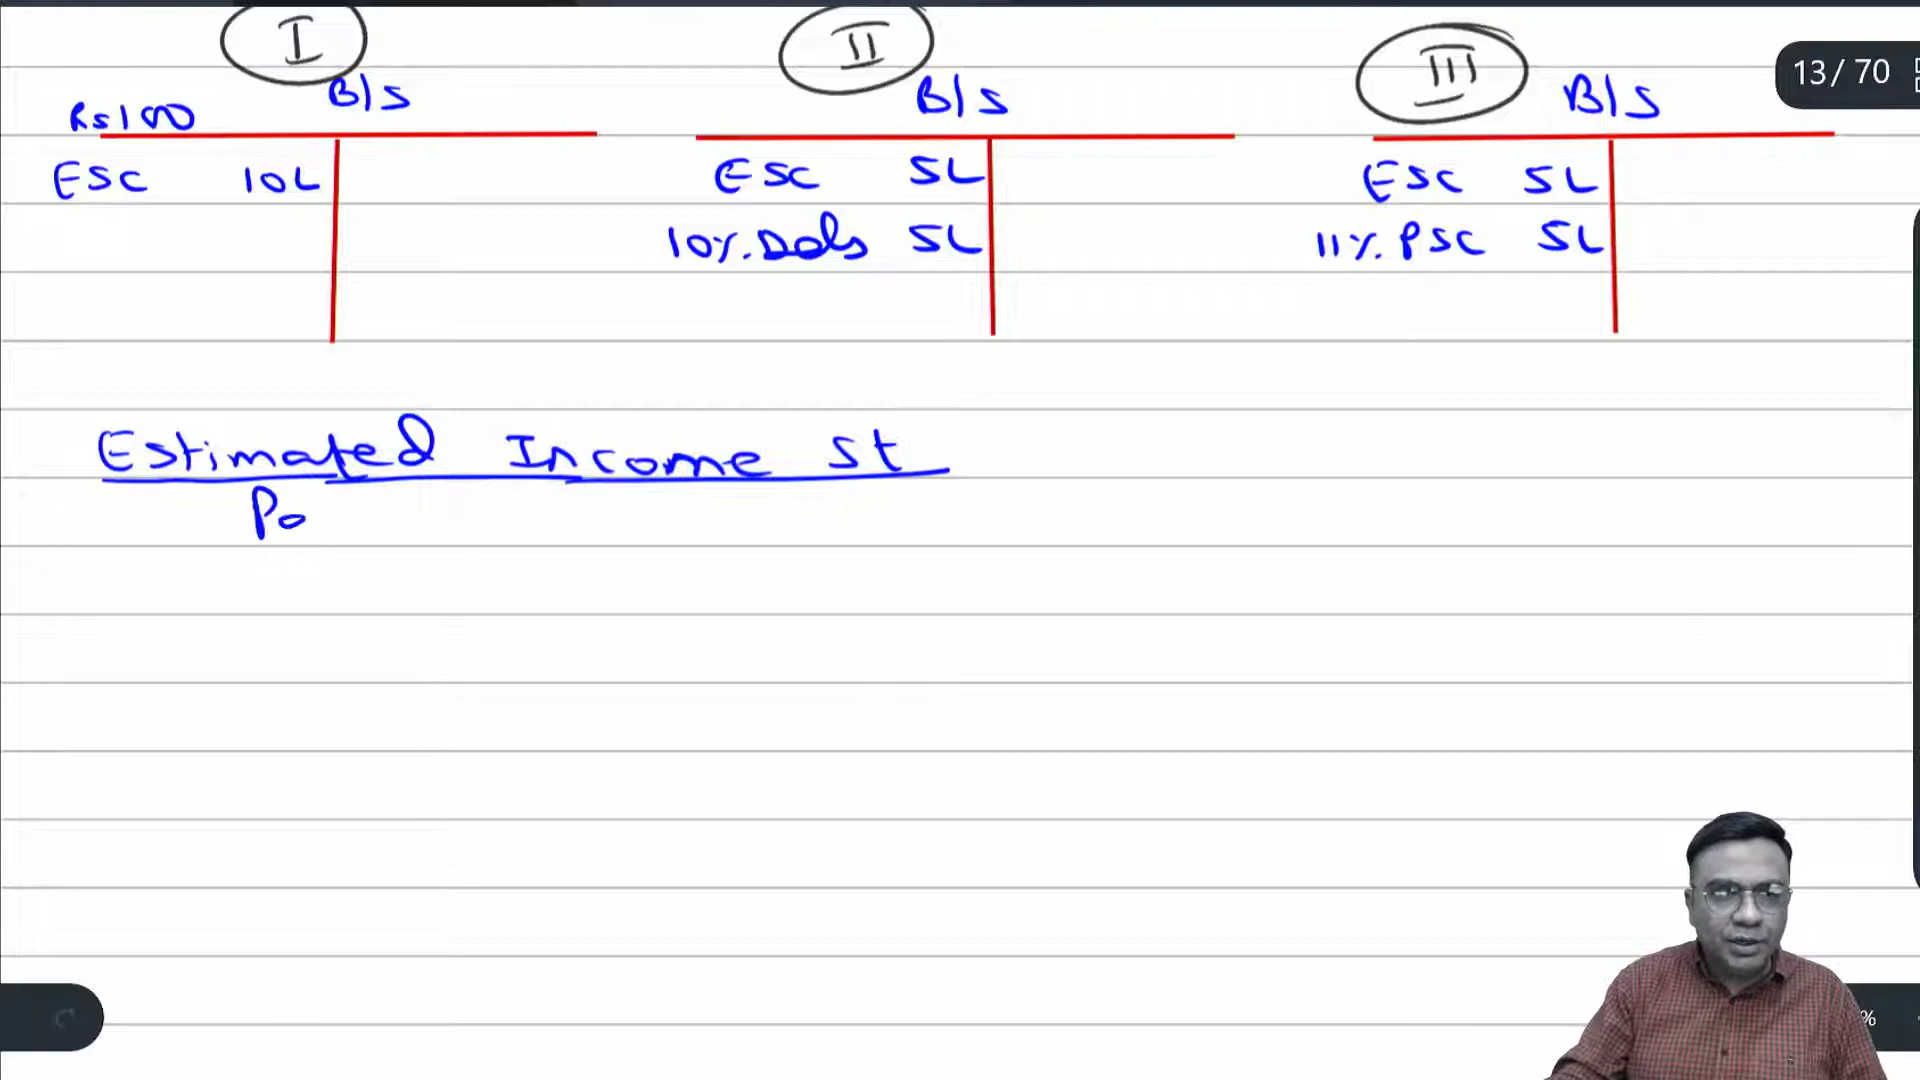 I
B/S
Rs100
ESC 10L
II
B/S
ESC 5L
10%.Debs 5L
III
B/S
ESC 5L
11%.PSC 5L
13/ 70
Estimated Income St
Pa
%